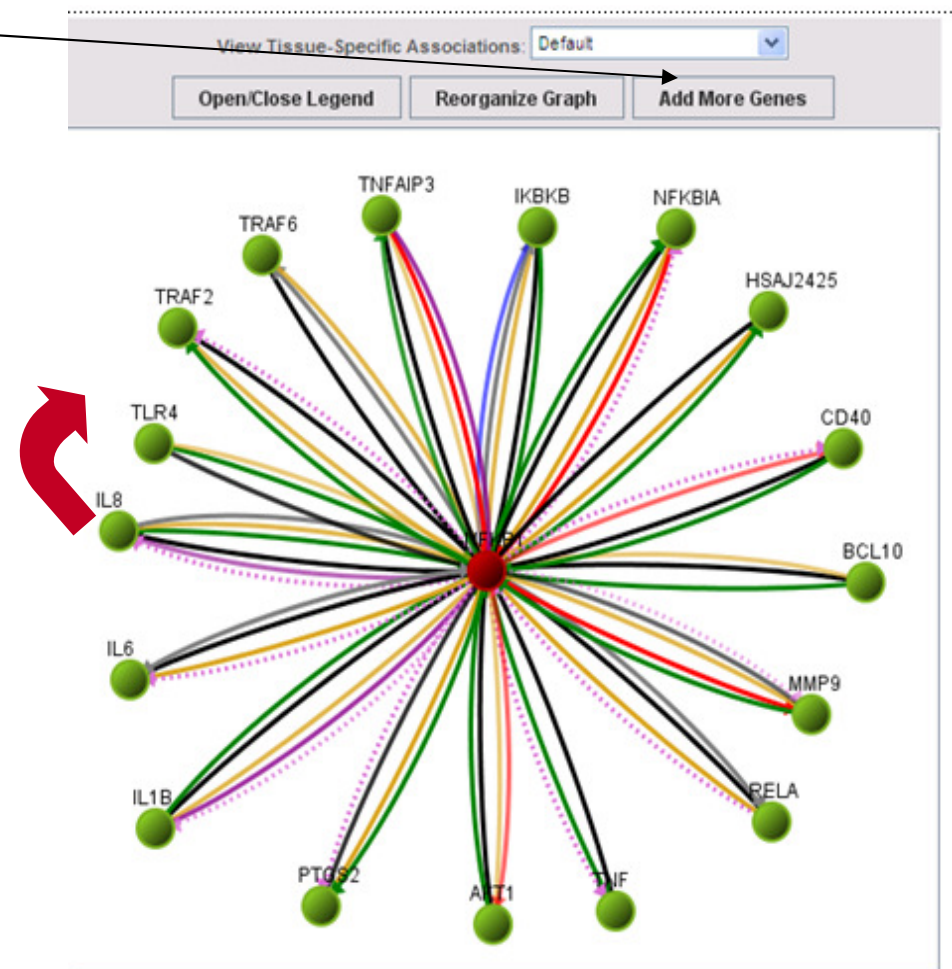 View Tissue-Specific Associations: Default
Open/Close Legend Reorganize Graph Add More Genes
TNFAIP3
IKBKB
NFKBIA
TRAF6
HSAJ2425
TRAF2
TLR4
CD40
IL8
BCL10
IL6
MMP9
RELA
IL1B
PTGS2
AKT1
TNF